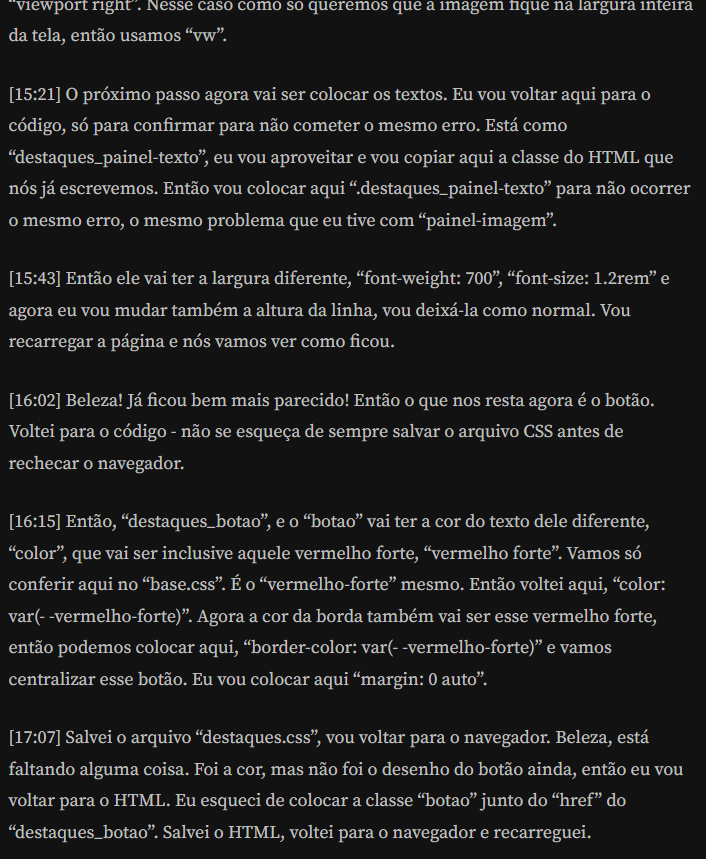 “viewport right”. Nesse caso como só queremos que a imagem fique na largura inteira
da tela, então usamos “vw”.
[15:21] O próximo passo agora vai ser colocar os textos. Eu vou voltar aqui para o
código, só para confirmar para não cometer o mesmo erro. Está como
“destaques_painel-texto”, eu vou aproveitar e vou copiar aqui a classe do HTML que
nós já escrevemos. Então vou colocar aqui “.destaques_painel-texto” para não ocorrer
o mesmo erro, o mesmo problema que eu tive com “painel-imagem”.
[15:43] Então ele vai ter a largura diferente, “font-weight: 700”, “font-size: 1.2rem” e
agora eu vou mudar também a altura da linha, vou deixá-la como normal. Vou
recarregar a página e nós vamos ver como ficou.
[16:02] Beleza! Já ficou bem mais parecido! Então o que nos resta agora é o botão.
Voltei para o código - não se esqueça de sempre salvar o arquivo CSS antes de
rechecar o navegador.
[16:15] Então, “destaques_botao”, e o “botao” vai ter a cor do texto dele diferente,
“color”, que vai ser inclusive aquele vermelho forte, “vermelho forte”. Vamos só
conferir aqui no “base.css”. É o “vermelho-forte” mesmo. Então voltei aqui, “color:
var(- -vermelho-forte)”. Agora a cor da borda também vai ser esse vermelho forte,
então podemos colocar aqui, “border-color: var(- -vermelho-forte)” e vamos
centralizar esse botão. Eu vou colocar aqui “margin: 0 auto”.
[17:07] Salvei o arquivo “destaques.css”, vou voltar para o navegador. Beleza, está
faltando alguma coisa. Foi a cor, mas não foi o desenho do botão ainda, então eu vou
voltar para o HTML. Eu esqueci de colocar a classe “botao” junto do “href” do
“destaques_botao”. Salvei o HTML, voltei para o navegador e recarreguei.